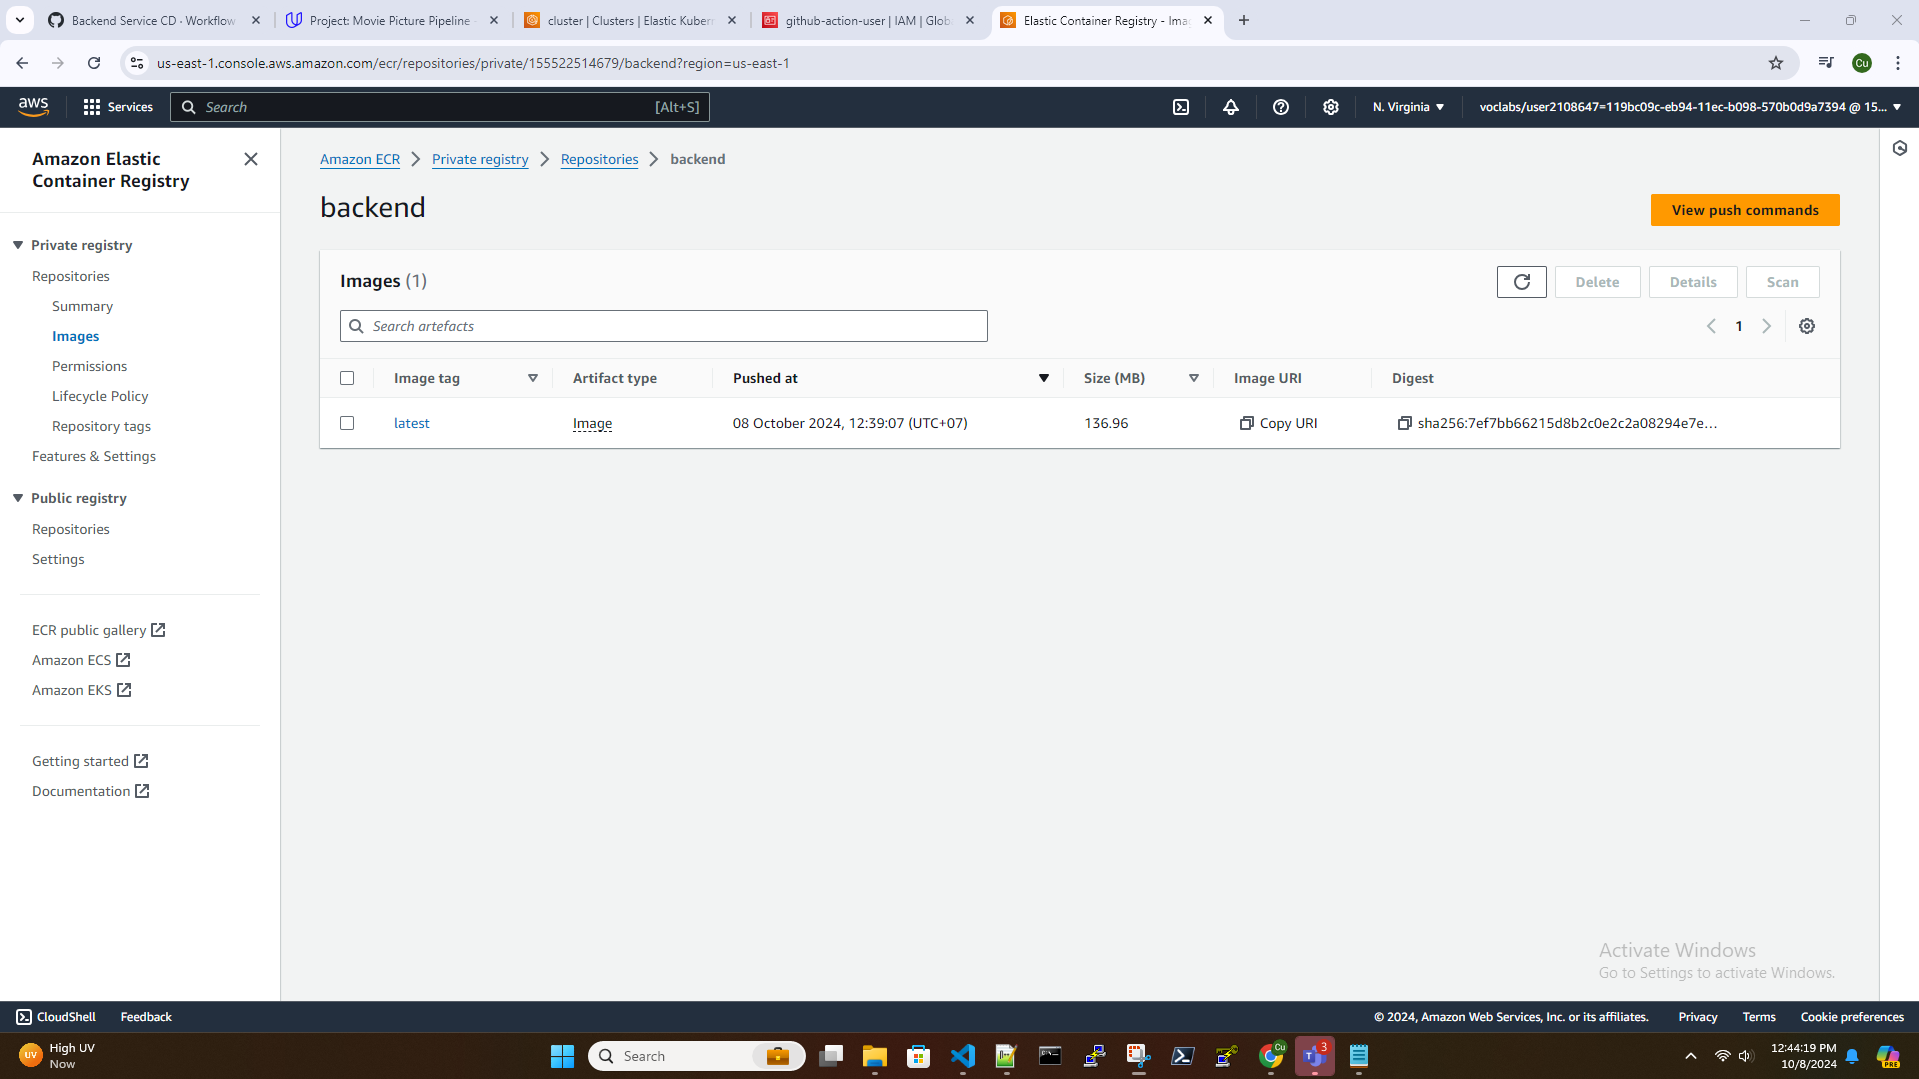 Backend Service CD · Workflow
Project: Movie Picture Pipeline
cluster | Clusters | Elastic Kubern
github-action-user | IAM | Glob
Elastic Container Registry - Ima
us-east-1.console.aws.amazon.com/ecr/repositories/private/155522514679/backend?region=us-east-1
Cu
aws
Services
Search
[Alt+S]
N. Virginia
voclabs/user2108647=119bc09c-eb94-11ec-b098-570b0d9a7394 @ 15...
Amazon Elastic
Container Registry
Private registry
Repositories
Summary
Images
Permissions
Lifecycle Policy
Repository tags
Features & Settings
Public registry
Repositories
Settings
ECR public gallery
Amazon ECS
Amazon EKS
Getting started
Documentation
Amazon ECR
Private registry
Repositories
backend
backend
View push commands
Images (1)
Delete
Details
Scan
Search artefacts
1
Image tag
Artifact type
Pushed at
Size (MB)
Image URI
Digest
latest
Image
08 October 2024, 12:39:07 (UTC+07)
136.96
Copy URI
sha256:7ef7bb66215d8b2c0e2c2a08294e7e...
Activate Windows
Go to Settings to activate Windows.
CloudShell
Feedback
© 2024, Amazon Web Services, Inc. or its affiliates.
Privacy
Terms
Cookie preferences
UV
High UV
Now
Search
Cu
3
12:44:19 PM
10/8/2024
PRE